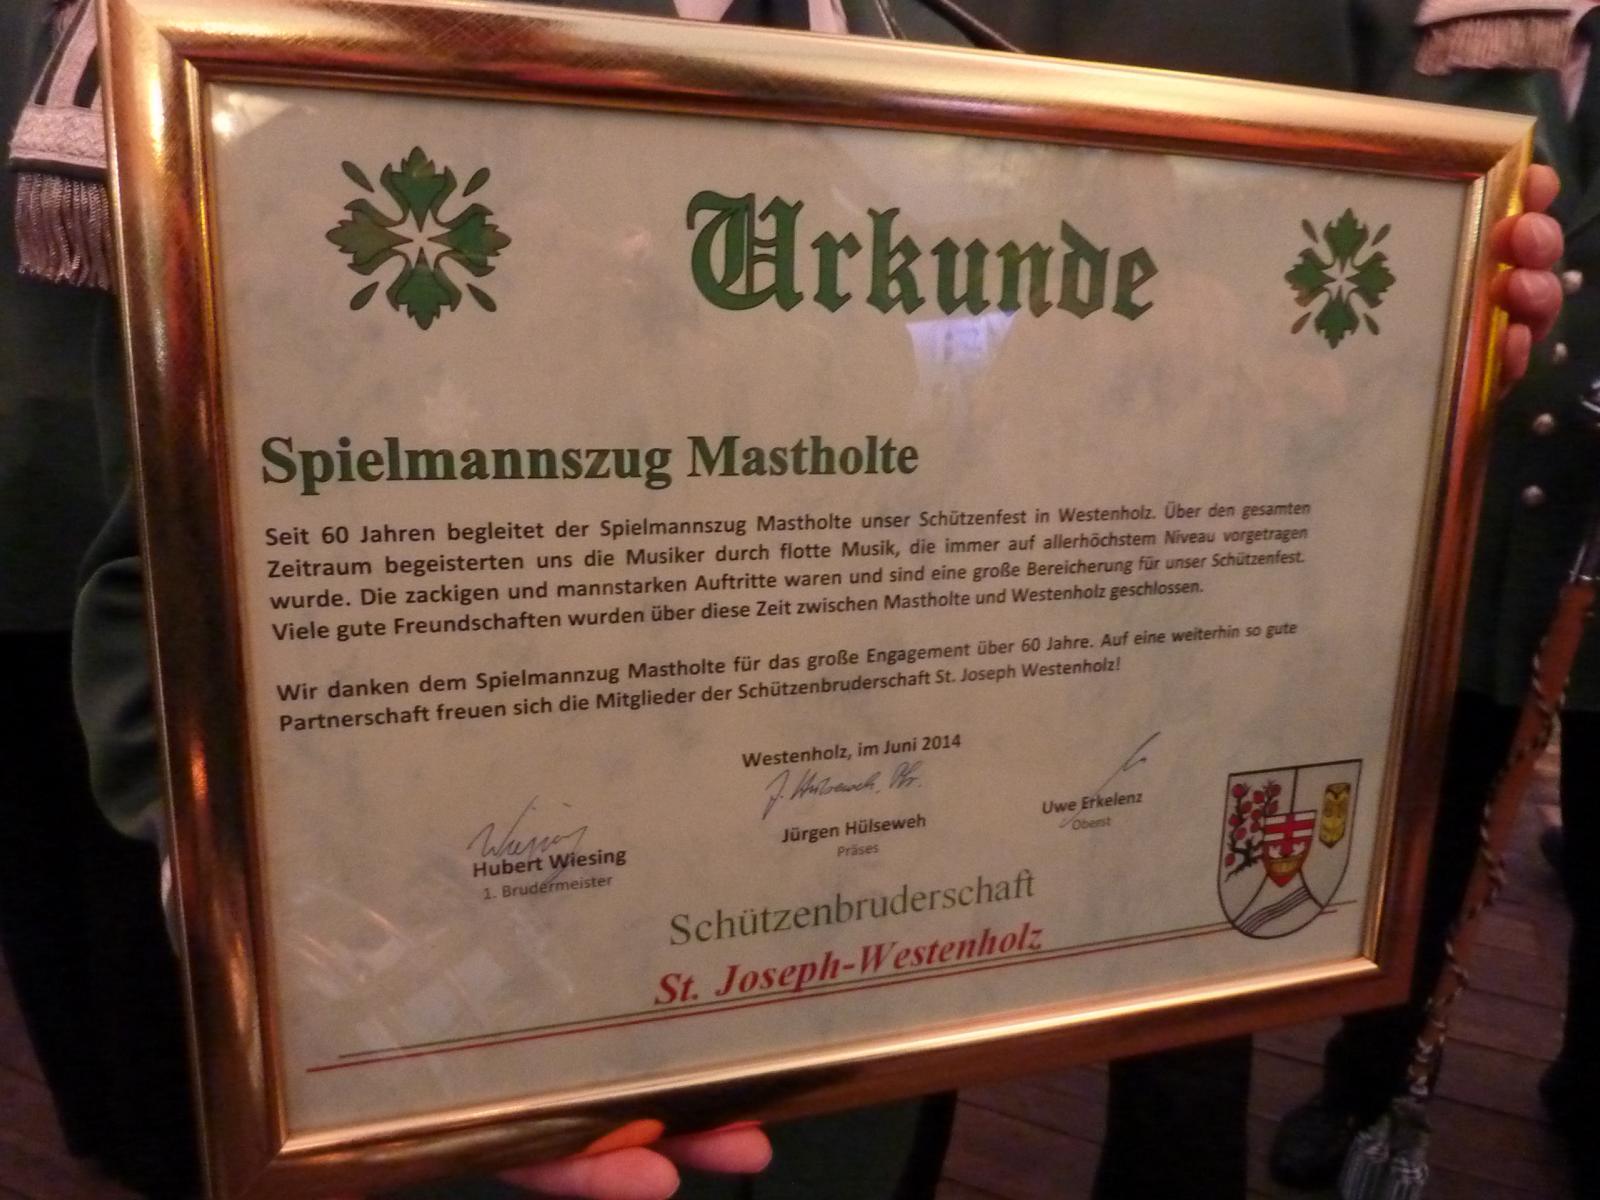 Urkunde
Spielmannszug Mastholte
Seit 60 Jahren begleitet der Spielmannszug Mastholte unser Schützenfest in Westenholz. Über den gesamten
Zeitraum begeisterten uns die Musiker durch flotte Musik, die immer auf allerhöchstem Niveau vorgetragen
wurde. Die zackigen und mannstarken Auftritte waren und sind eine große Bereicherung für unser Schützenfest.
Viele gute Freundschaften wurden über diese Zeit zwischen Mastholte und Westenholz geschlossen.
Wir danken dem Spielmannzug Mastholte für das große Engagement über 60 Jahre. Auf eine weiterhin so gute
Partnerschaft freuen sich die Mitglieder der Schützenbruderschaft St. Joseph Westenholz!
Westenholz, im Juni 2014
J. Hülseweh, Pfr.
Wiesing
Hubert Wiesing
1. Brudermeister
Jürgen Hülseweh
Präses
Uwe Erkelenz
Oberst
Schützenbruderschaft
St. Joseph-Westenholz